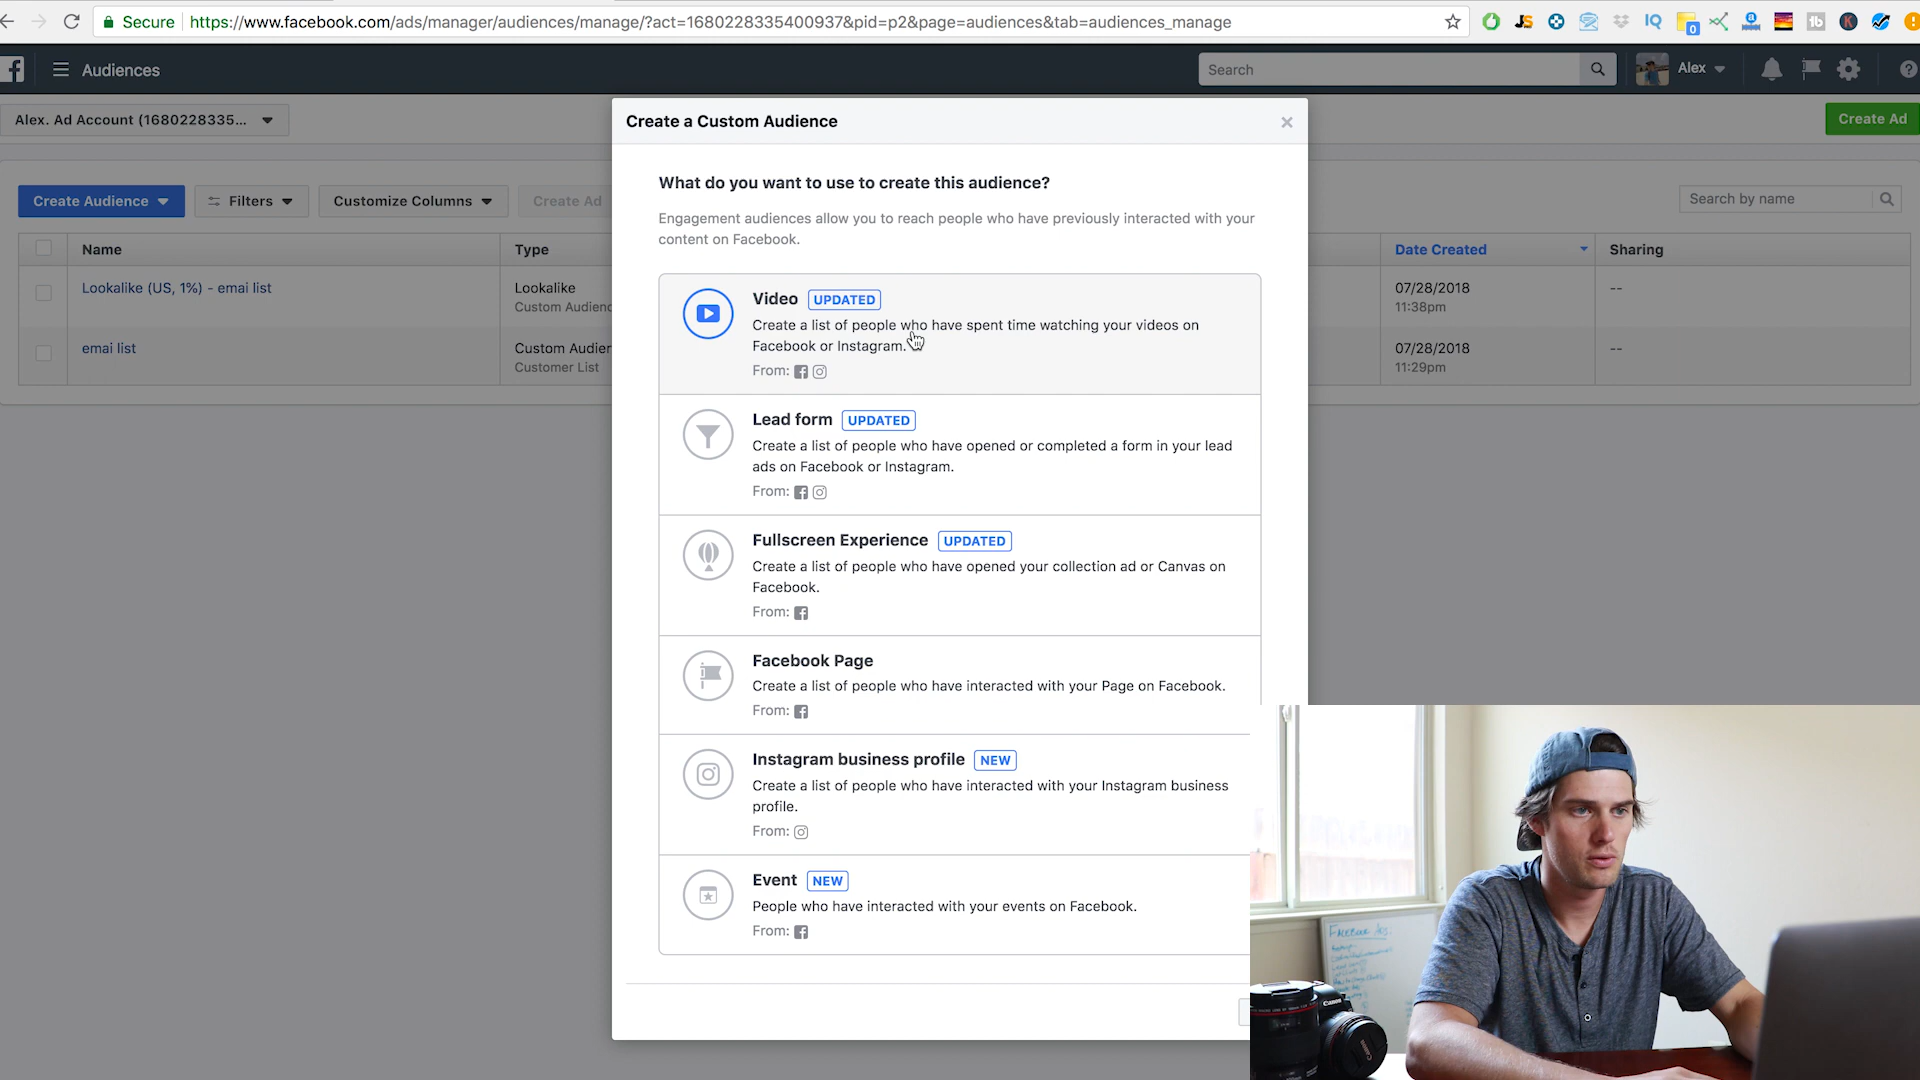 Secure https://www.facebook.com/ads/manager/audiences/manage/?act=1680228335400937&pid=p2&page=audiences&tab=audiences_manage
Audiences
Search
Alex
Alex. Ad Account (1680228335...
Create Ad
Create a Custom Audience
What do you want to use to create this audience?
Engagement audiences allow you to reach people who have previously interacted with your
content on Facebook.
Create Audience Filters Customize Columns Create Ad
Search by name
Name Type Date Created Sharing
Lookalike (US, 1%) - emai list
Lookalike
Custom Audienc
07/28/2018
11:38pm
--
emai list
Custom Audier
Customer List
07/28/2018
11:29pm
--
Video UPDATED
Create a list of people who have spent time watching your videos on
Facebook or Instagram.
From:
Lead form UPDATED
Create a list of people who have opened or completed a form in your lead
ads on Facebook or Instagram.
From:
Fullscreen Experience UPDATED
Create a list of people who have opened your collection ad or Canvas on
Facebook.
From:
Facebook Page
Create a list of people who have interacted with your Page on Facebook.
From:
Instagram business profile NEW
Create a list of people who have interacted with your Instagram business
profile.
From:
Event NEW
People who have interacted with your events on Facebook.
From:
Facebook Ads:
Canon
Canon